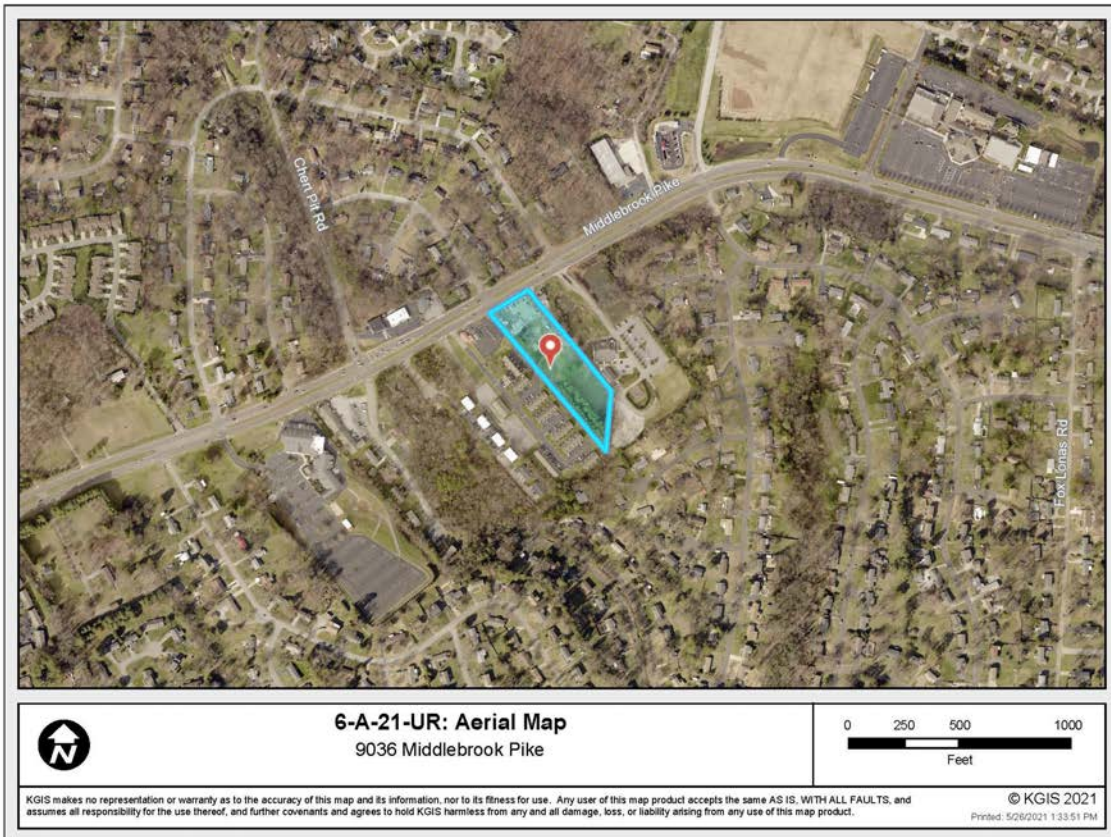 Chert Pit Rd
Middlebrook Pike
Fox Lonas Rd
N
6-A-21-UR: Aerial Map
9036 Middlebrook Pike
0 250 500 1000
Feet
KGIS makes no representation or warranty as to the accuracy of this map and its information, nor to its fitness for use. Any user of this map product accepts the same AS IS, WITH ALL FAULTS, and
assumes all responsibility for the use thereof, and further covenants and agrees to hold KGIS harmless from any and all damage, loss, or liability arising from any use of this map product.
© KGIS 2021
Printed: 5/26/2021 1:33:51 PM